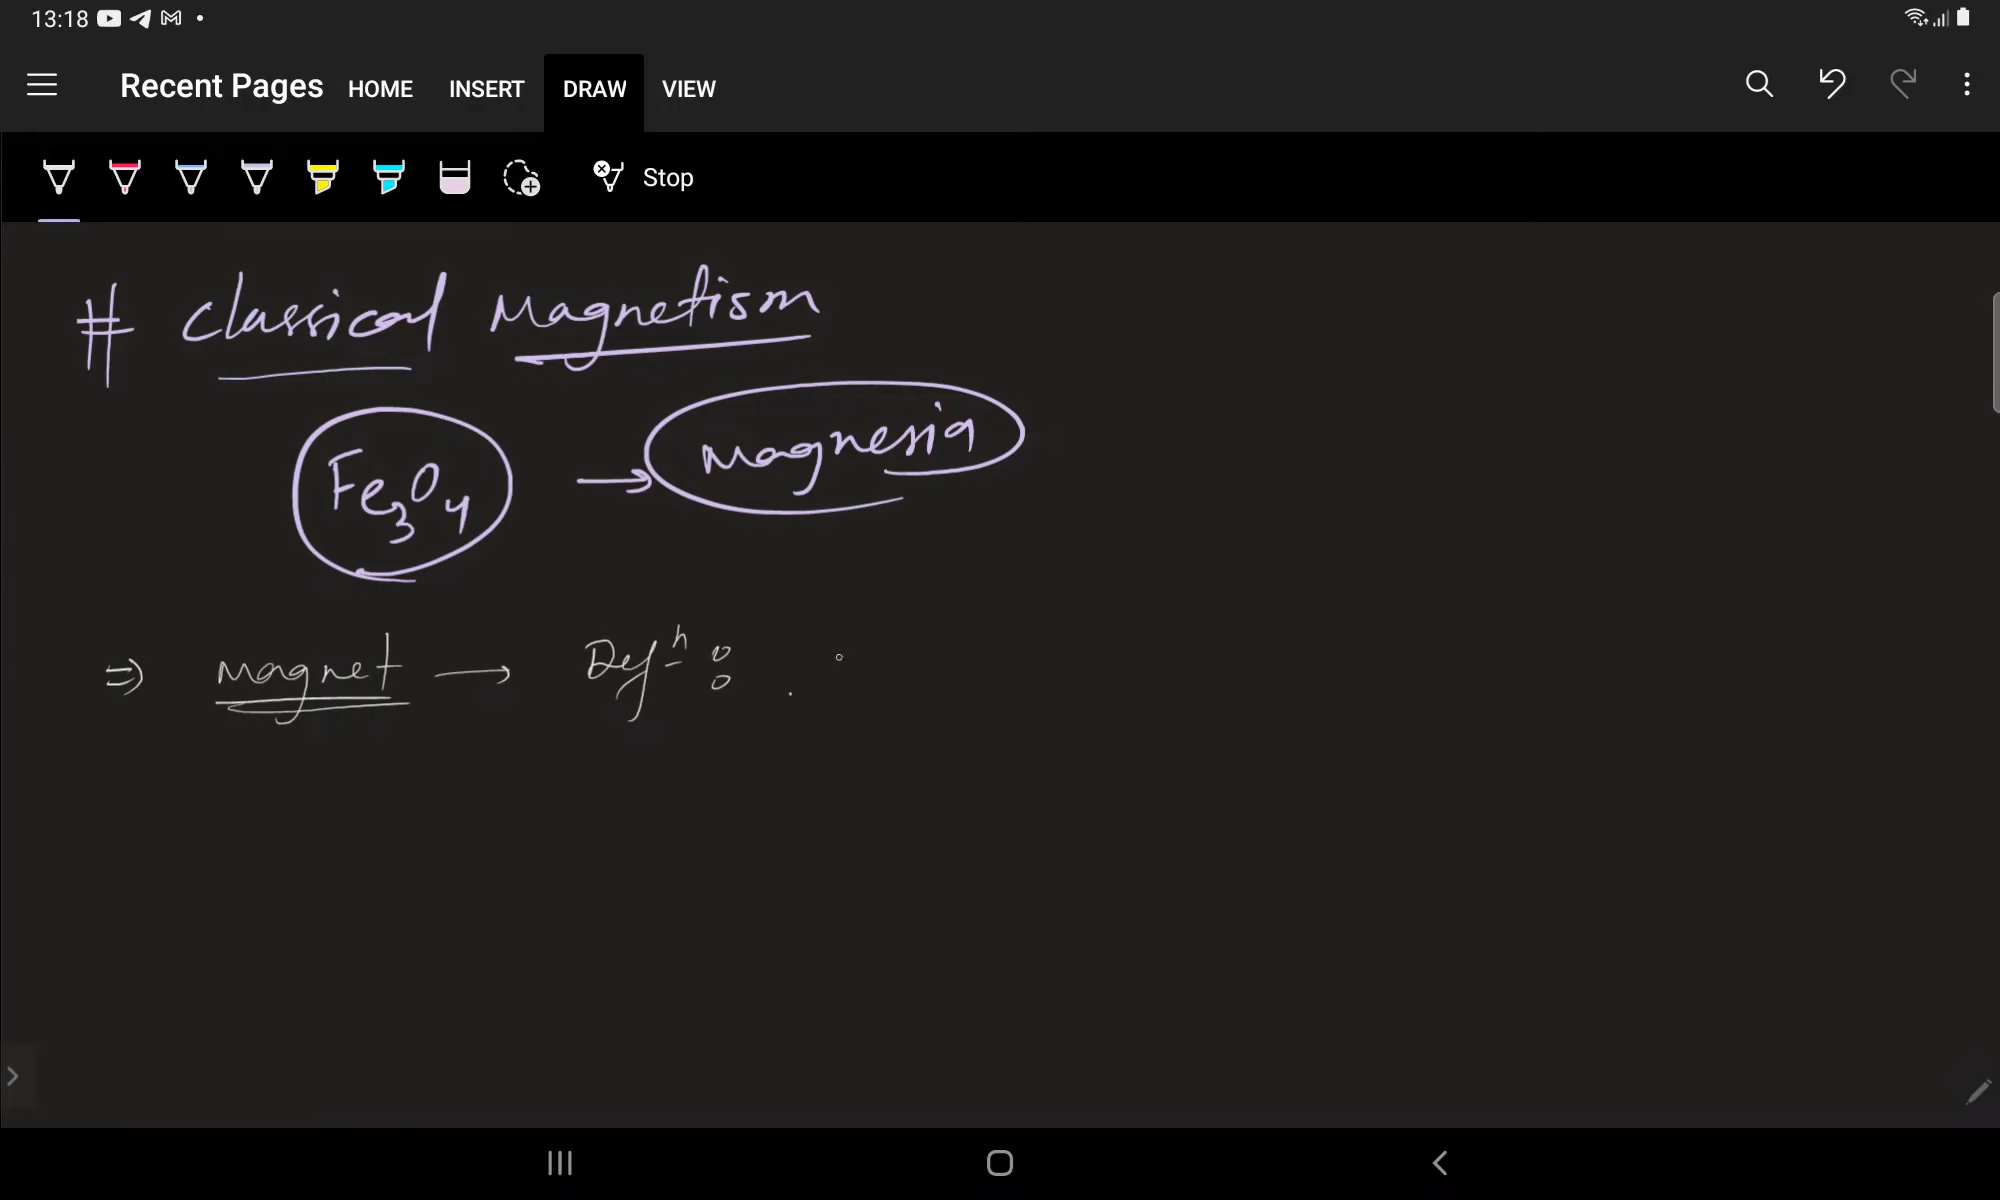 13:18
Recent Pages HOME INSERT DRAW VIEW
Stop
# Classical Magnetism
Fe3O4 → Magnesia
⇒ Magnet → Defn :